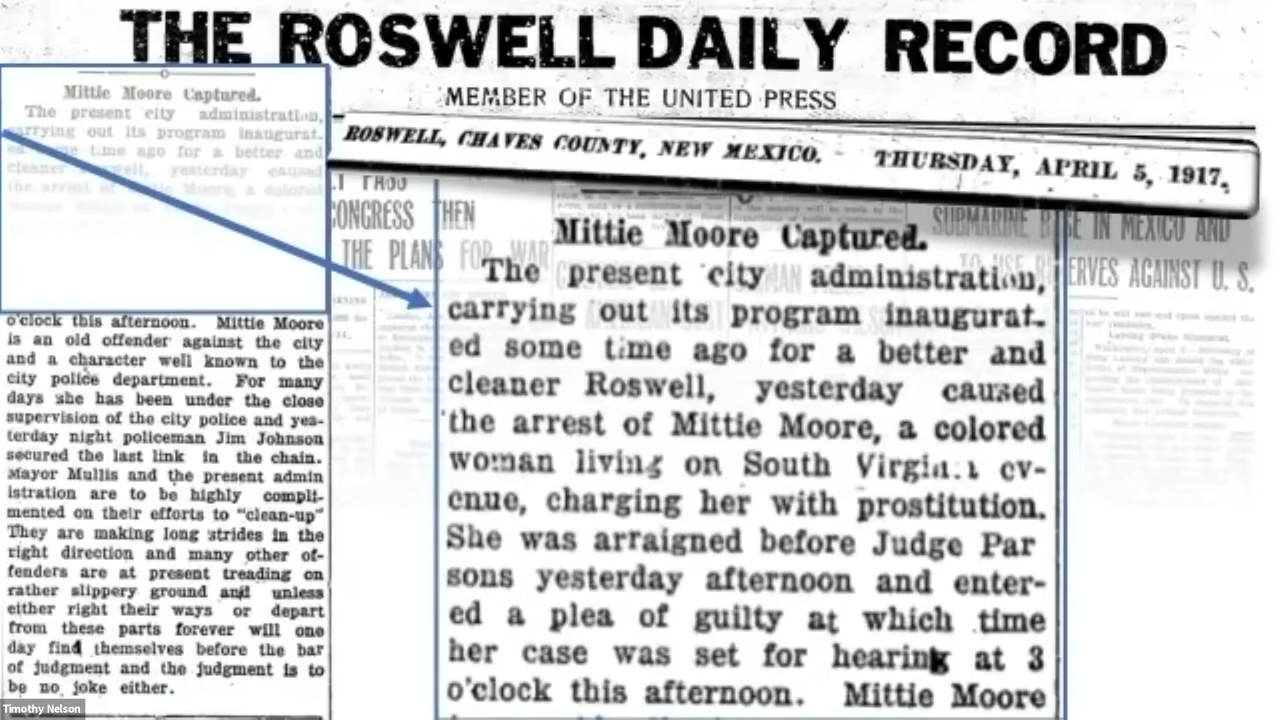 THE ROSWELL DAILY RECORD
MEMBER OF THE UNITED PRESS
ROSWELL, CHAVES COUNTY, NEW MEXICO.    THURSDAY, APRIL 5, 1917.
Mittie Moore Captured.
The present city administration,
carrying out its program inaugurat-
ed some time ago for a better and
cleaner Roswell, yesterday caused
the arrest of Mittie Moore, a colored
o'clock this afternoon. Mittie Moore
is an old offender against the city
and a character well known to the
city police department. For many
days she has been under the close
supervision of the city police and yes-
terday night policeman Jim Johnson
secured the last link in the chain.
Mayor Mullis and the present admin
istration are to be highly compli-
mented on their efforts to "clean-up"
They are making long strides in the
right direction and many other of-
fenders are at present treading on
rather slippery ground and unless
either right their ways or depart
from these parts forever will one
day find themselves before the bar
of judgment and the judgment is to
be no joke either.
CONGRESS THEN
THE PLANS FOR WAR
SUBMARINE BASE IN MEXICO AND
TO USE RESERVES AGAINST U. S.
Mittie Moore Captured.
The present city administration,
carrying out its program inaugurat-
ed some time ago for a better and
cleaner Roswell, yesterday caused
the arrest of Mittie Moore, a colored
woman living on South Virginia
enue, charging her with prostitution.
She was arraigned before Judge Par
sons yesterday afternoon and enter-
ed a plea of guilty at which time
her case was set for hearing at 3
o'clock this afternoon. Mittie Moore
Timothy Nelson